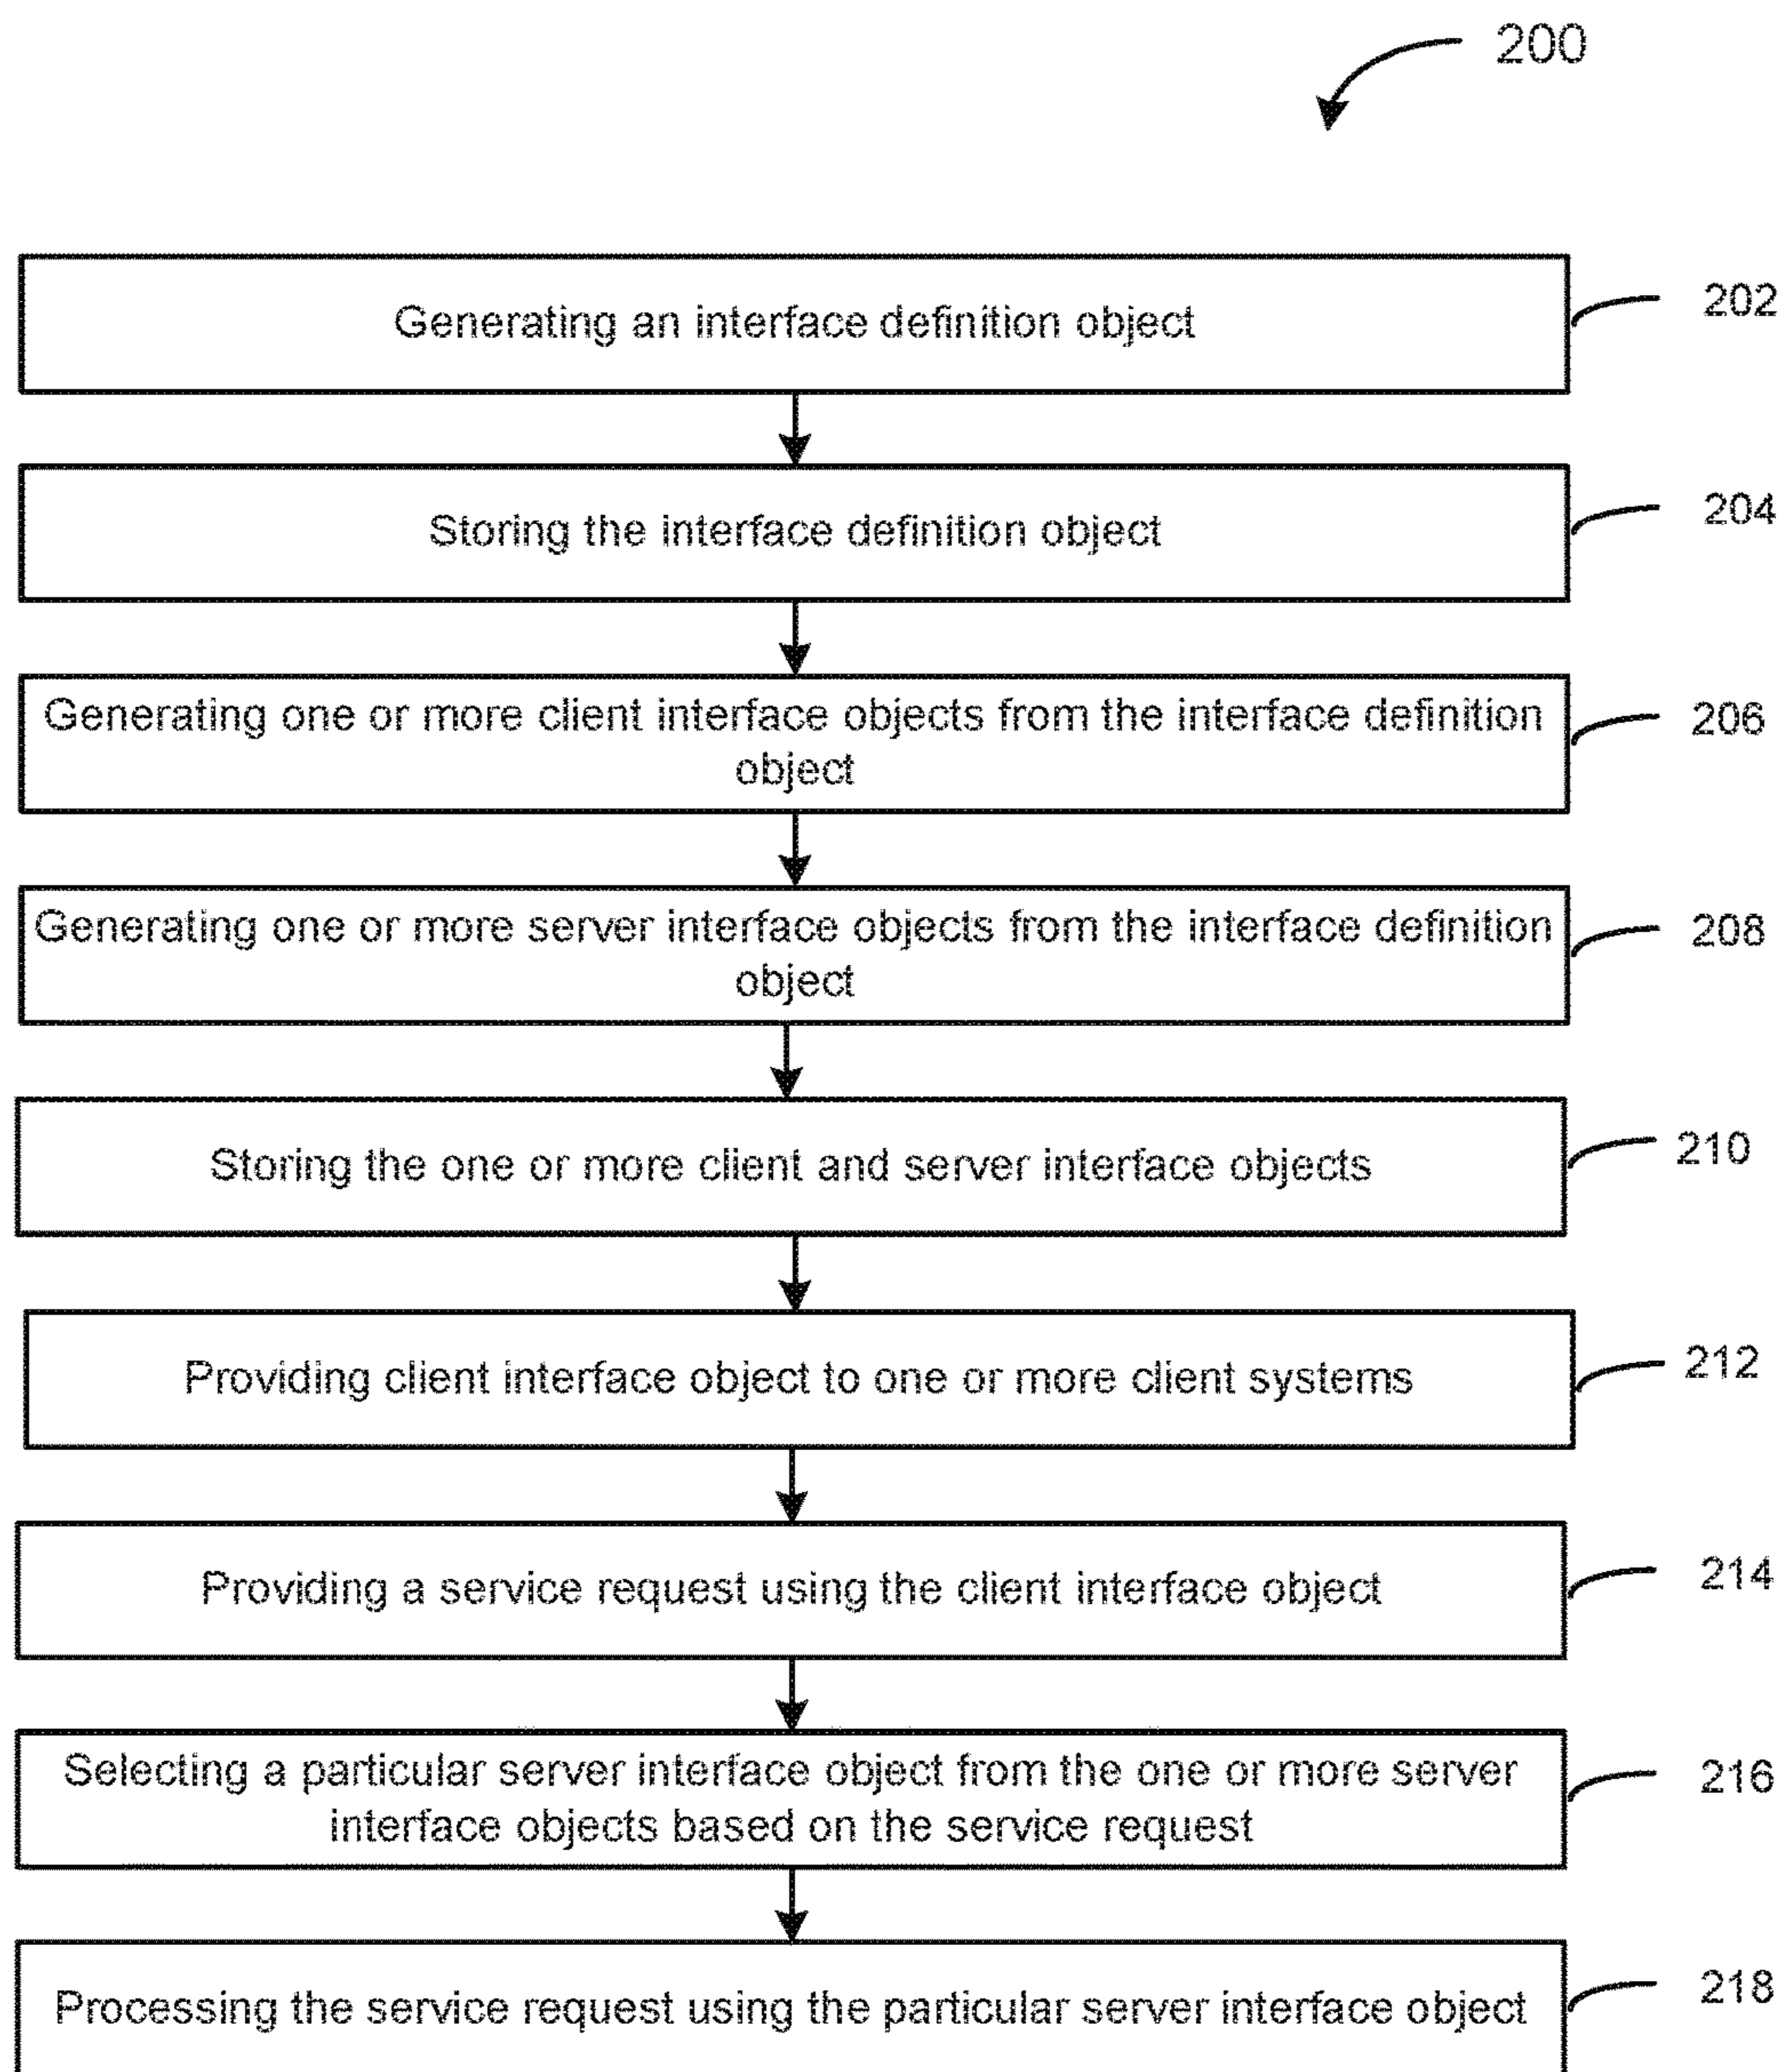 200
Generating an interface definition object
202
Storing the interface definition object
204
Generating one or more client interface objects from the interface definition
object
206
Generating one or more server interface objects from the interface definition
object
208
Storing the one or more client and server interface objects
210
Providing client interface object to one or more client systems
212
Providing a service request using the client interface object
214
Selecting a particular server interface object from the one or more server
interface objects based on the service request
216
Processing the service request using the particular server interface object
218